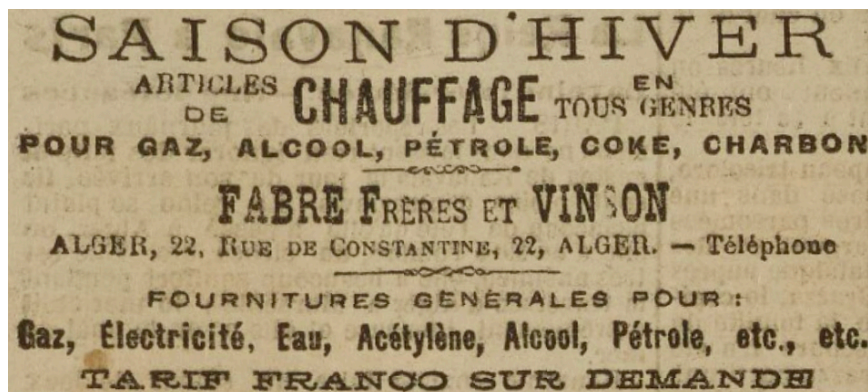 SAISON D'HIVER
ARTICLES DE CHAUFFAGE EN TOUS GENRES
POUR GAZ, ALCOOL, PÉTROLE, COKE, CHARBON
FABRE FRÈRES ET VINSON
ALGER, 22, RUE DE CONSTANTINE, 22, ALGER. — Téléphone
FOURNITURES GÉNÉRALES POUR :
Gaz, Électricité, Eau, Acétylène, Alcool, Pétrole, etc., etc.
TARIF FRANCO SUR DEMANDE